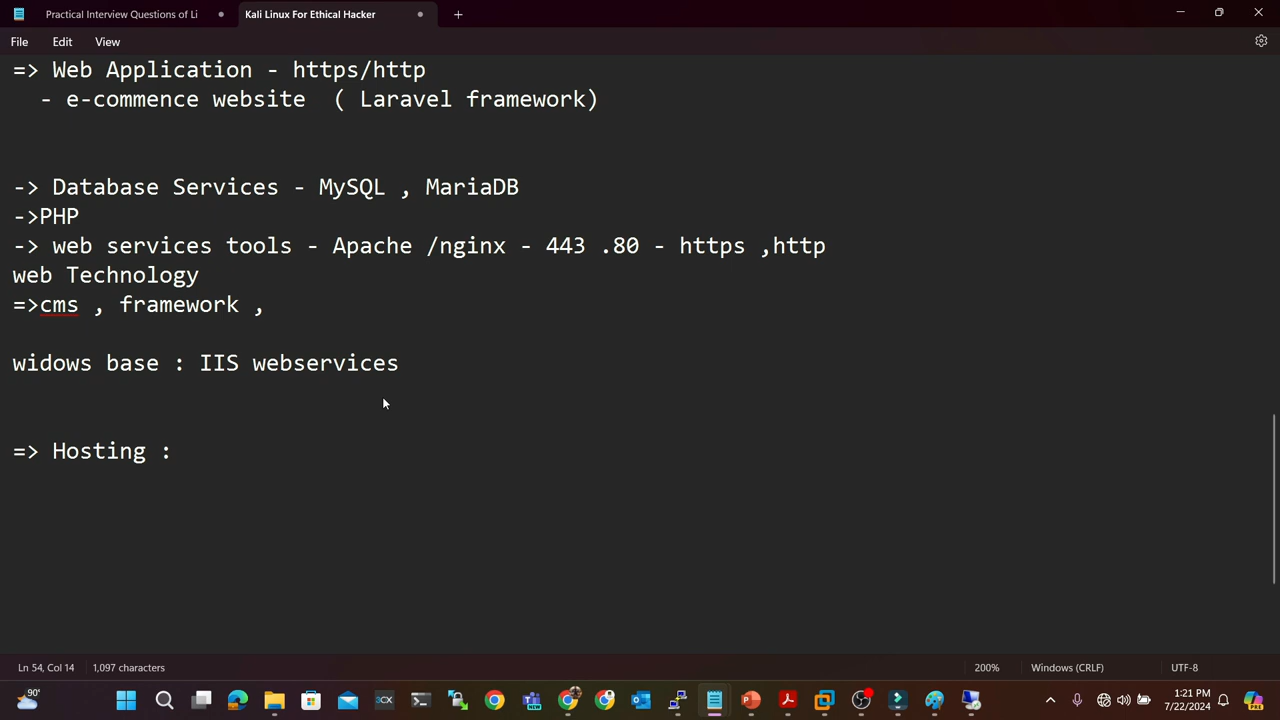 Practical Interview Questions of Li
Kali Linux For Ethical Hacker
File Edit View
=> Web Application - https/http
- e-commence website ( Laravel framework)
-> Database Services - MySQL , MariaDB
->PHP
-> web services tools - Apache /nginx - 443 .80 - https ,http
web Technology
=>cms , framework ,
widows base : IIS webservices
=> Hosting :
Ln 54, Col 14 1,097 characters 200% Windows (CRLF) UTF-8
90°
3CX
NEW
1:21 PM
7/22/2024
PRE